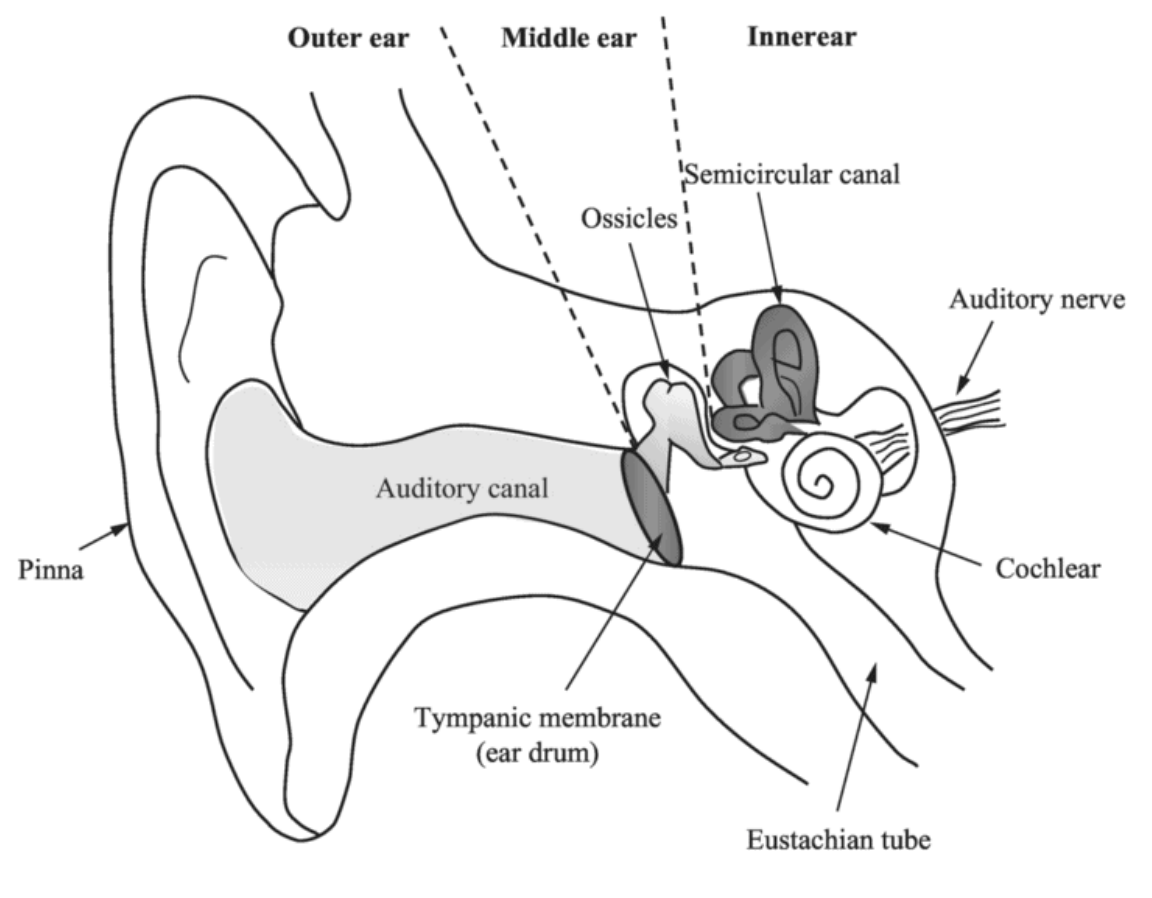 Outer ear
Middle ear
Innerear
Semicircular canal
Ossicles
Auditory nerve
Auditory canal
Pinna
Cochlear
Tympanic membrane
(ear drum)
Eustachian tube